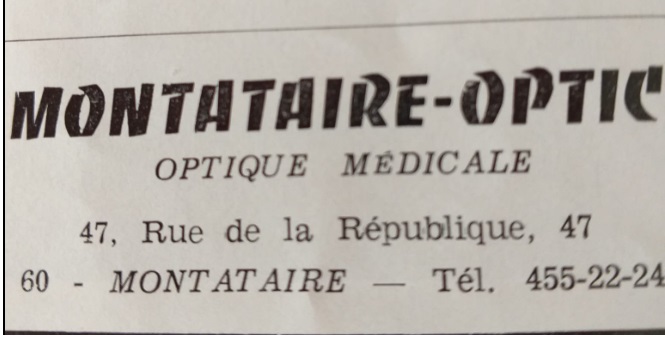 MONTATAIRE-OPTIC
OPTIQUE MÉDICALE
47, Rue de la République, 47
60 - MONTATAIRE — Tél. 455-22-24